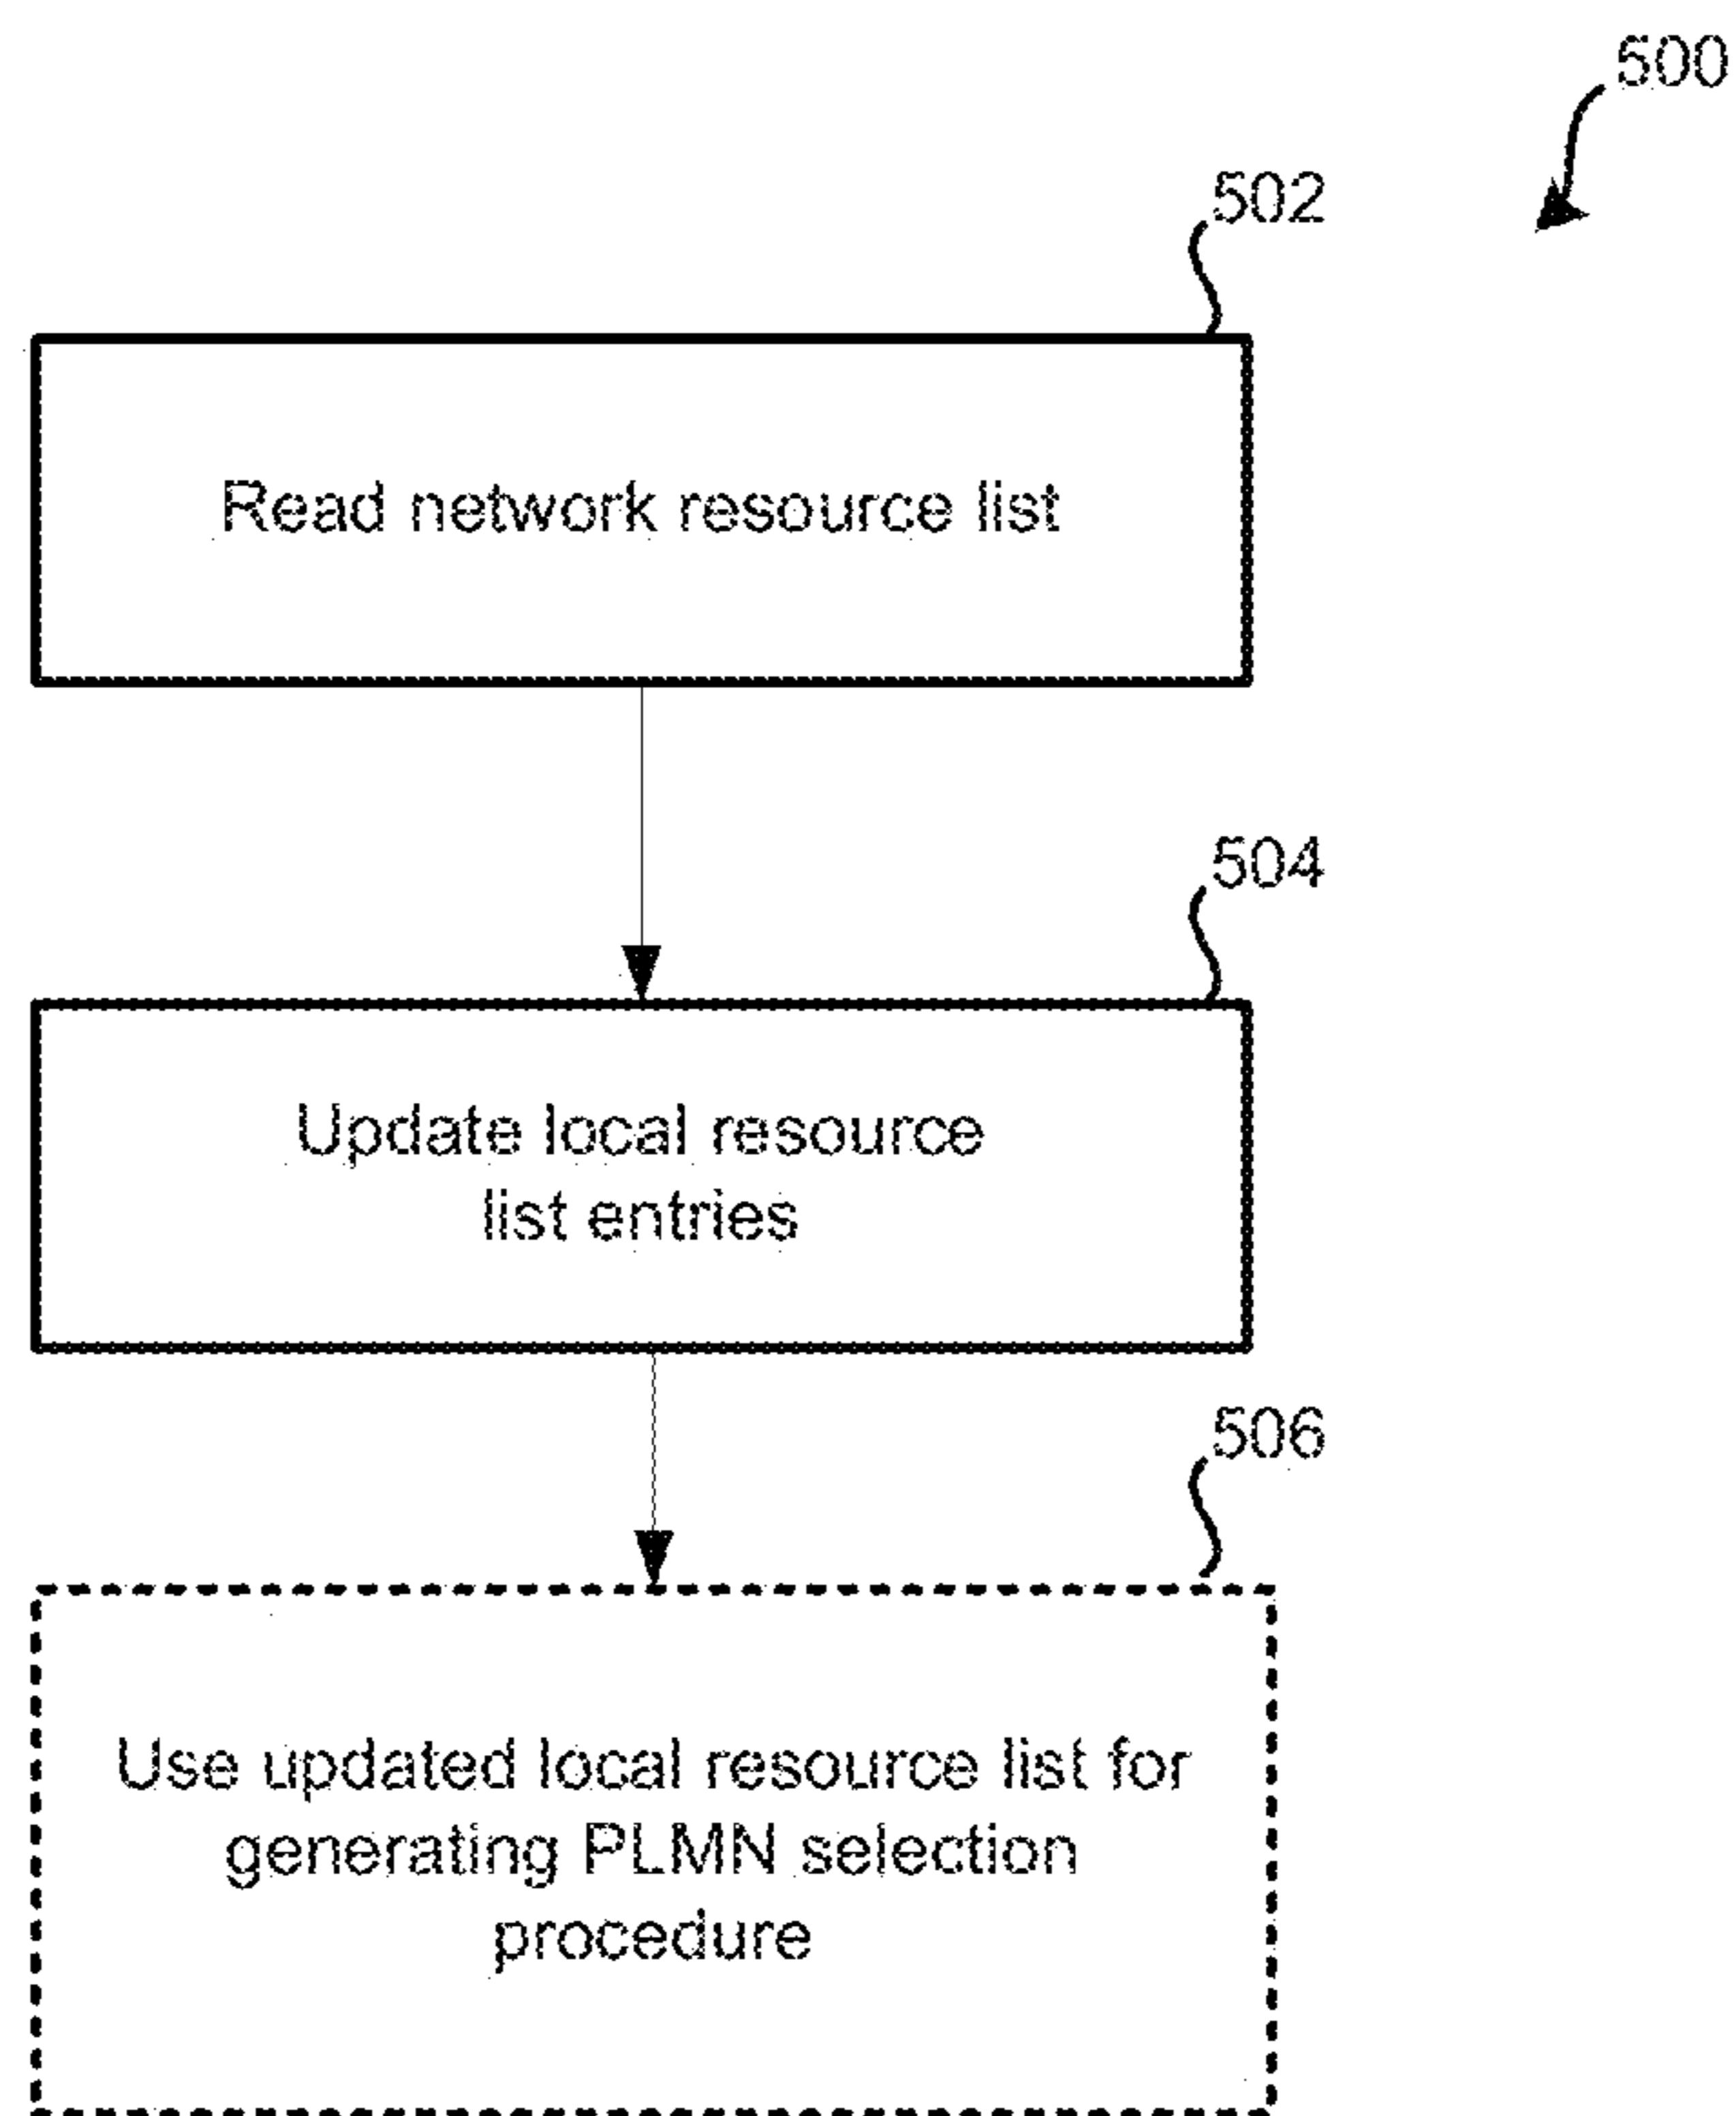 500
502
Read network resource list
504
Update local resource
list entries
506
Use updated local resource list for
generating PLMN selection
procedure